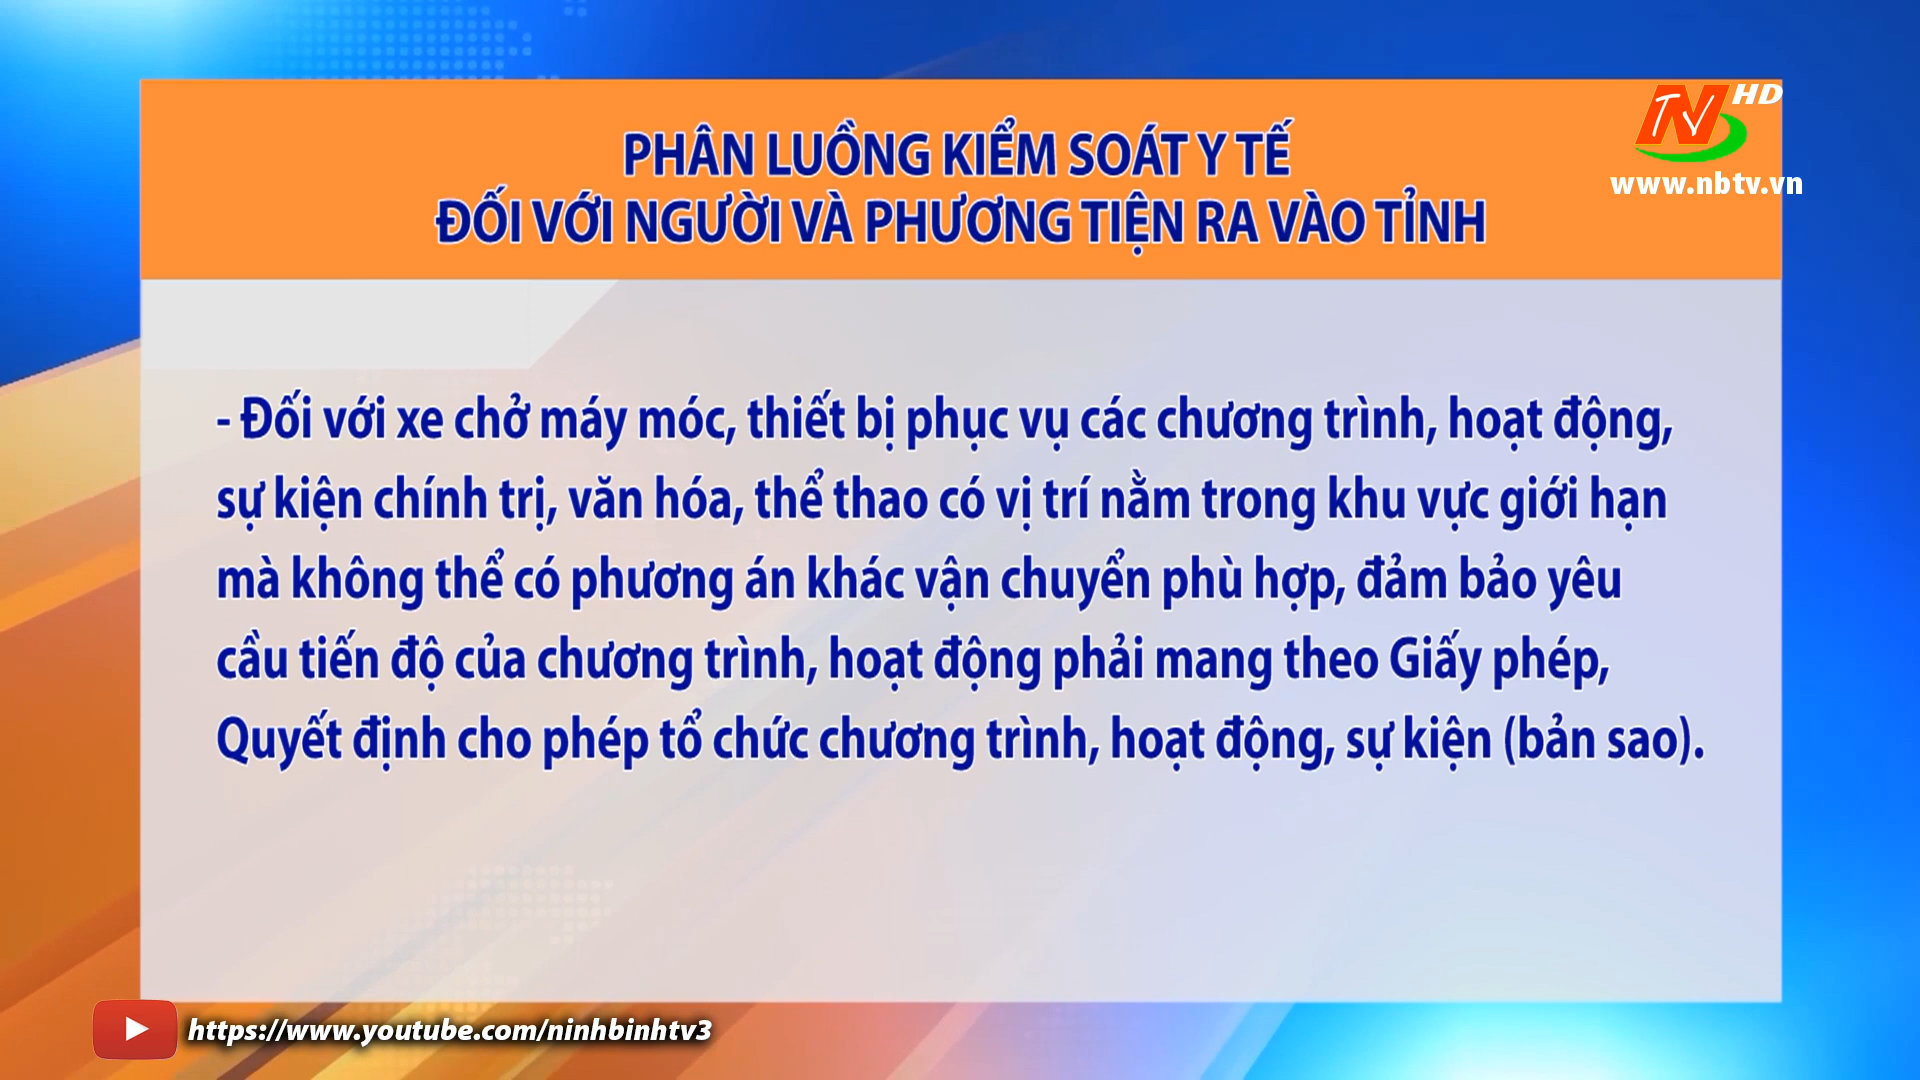 PHÂN LUỒNG KIỂM SOÁT Y TẾ
ĐỐI VỚI NGƯỜI VÀ PHƯƠNG TIỆN RA VÀO TỈNH
NTV HD
www.nbtv.vn
- Đối với xe chở máy móc, thiết bị phục vụ các chương trình, hoạt động,
sự kiện chính trị, văn hóa, thể thao có vị trí nằm trong khu vực giới hạn
mà không thể có phương án khác vận chuyển phù hợp, đảm bảo yêu
cầu tiến độ của chương trình, hoạt động phải mang theo Giấy phép,
Quyết định cho phép tổ chức chương trình, hoạt động, sự kiện (bản sao).
https://www.youtube.com/ninhbinhtv3